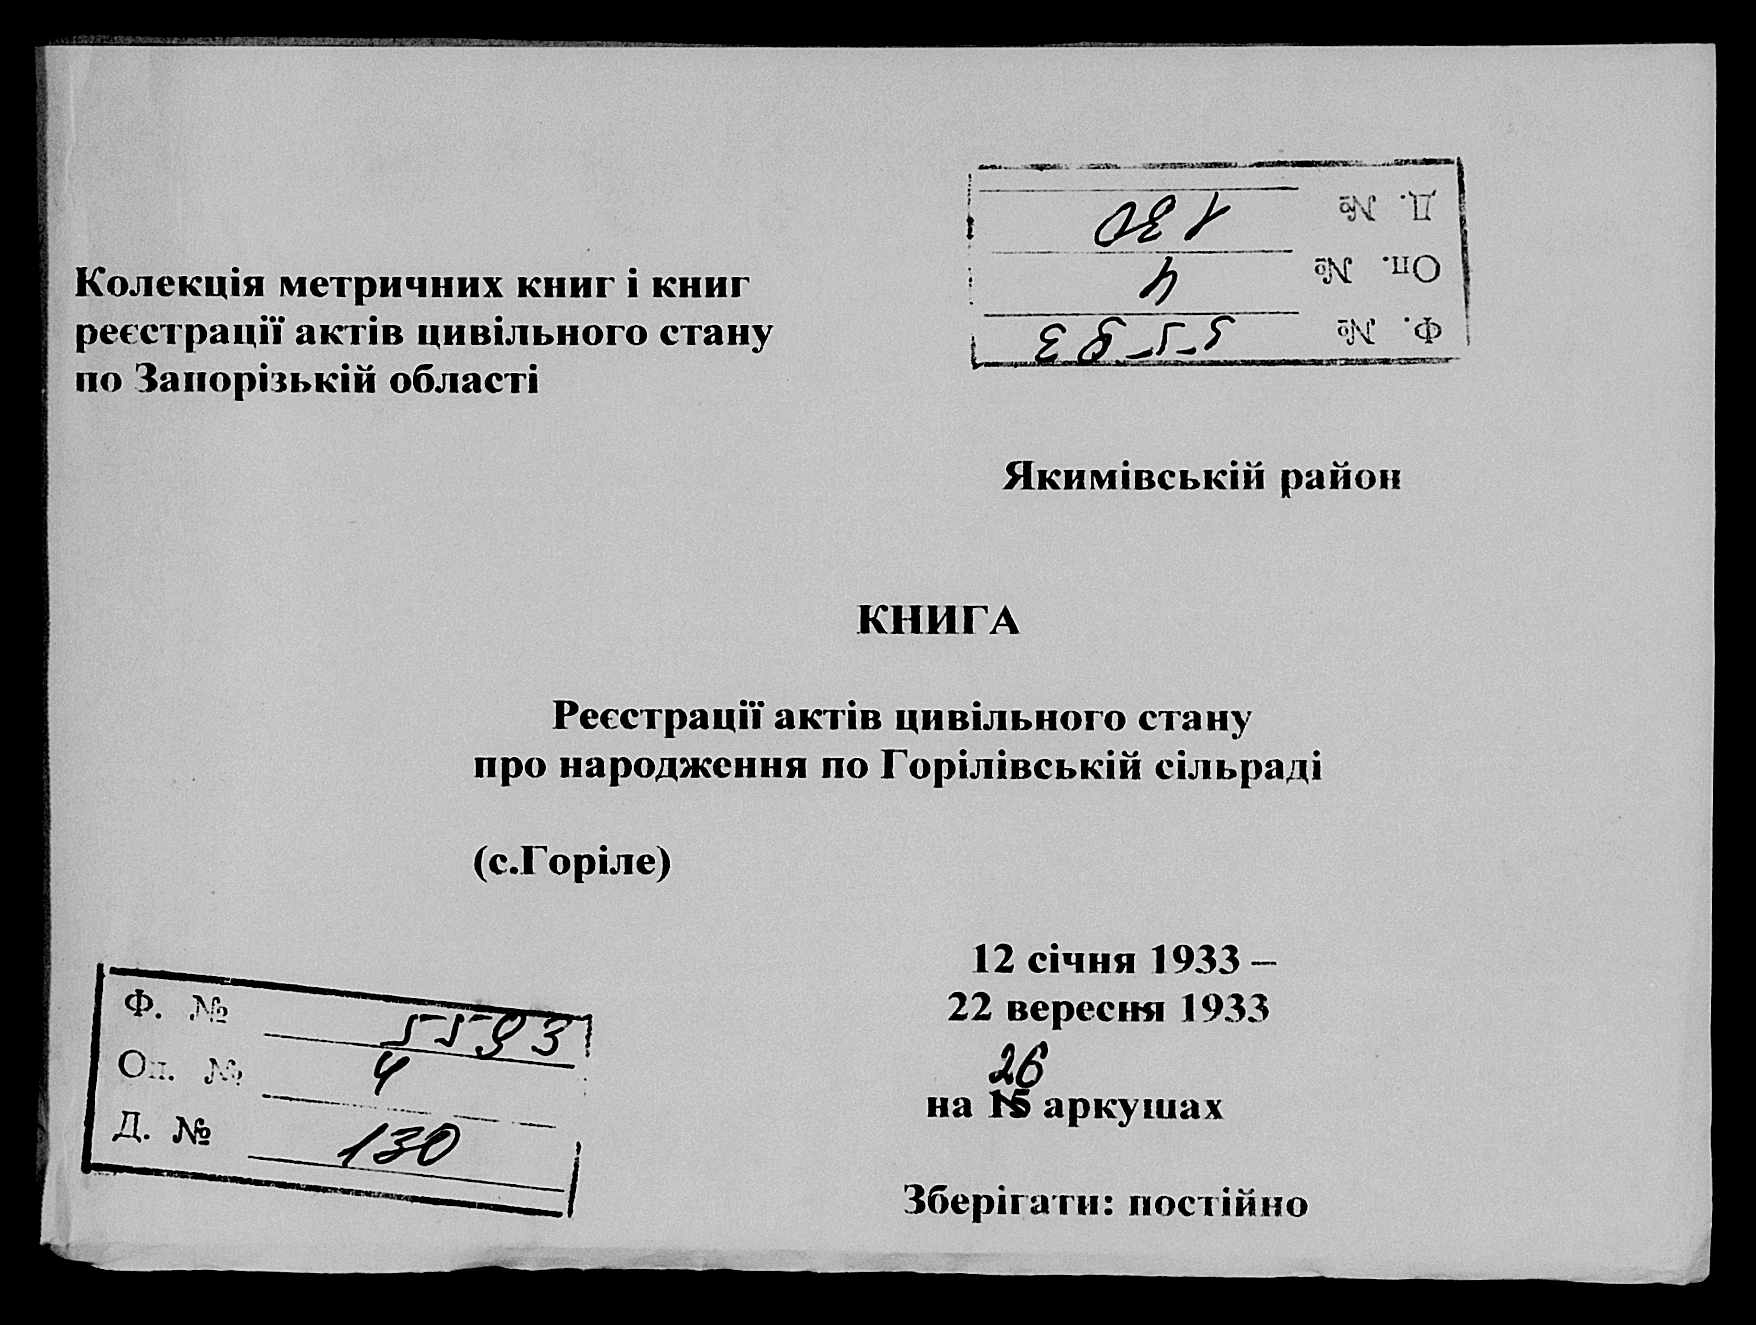 Д. № 130
Оп. № 4
Ф. № 5593
Колекція метричних книг і книг
реєстрації актів цивільного стану
по Запорізькій області
Якимівській район
КНИГА
Реєстрації актів цивільного стану
про народження по Горілівській сільраді
(с.Горіле)
12 січня 1933 –
22 вересня 1933
26
на 15 аркушах
Зберігати: постійно
Ф. № 5593
Оп. № 4
Д. № 130